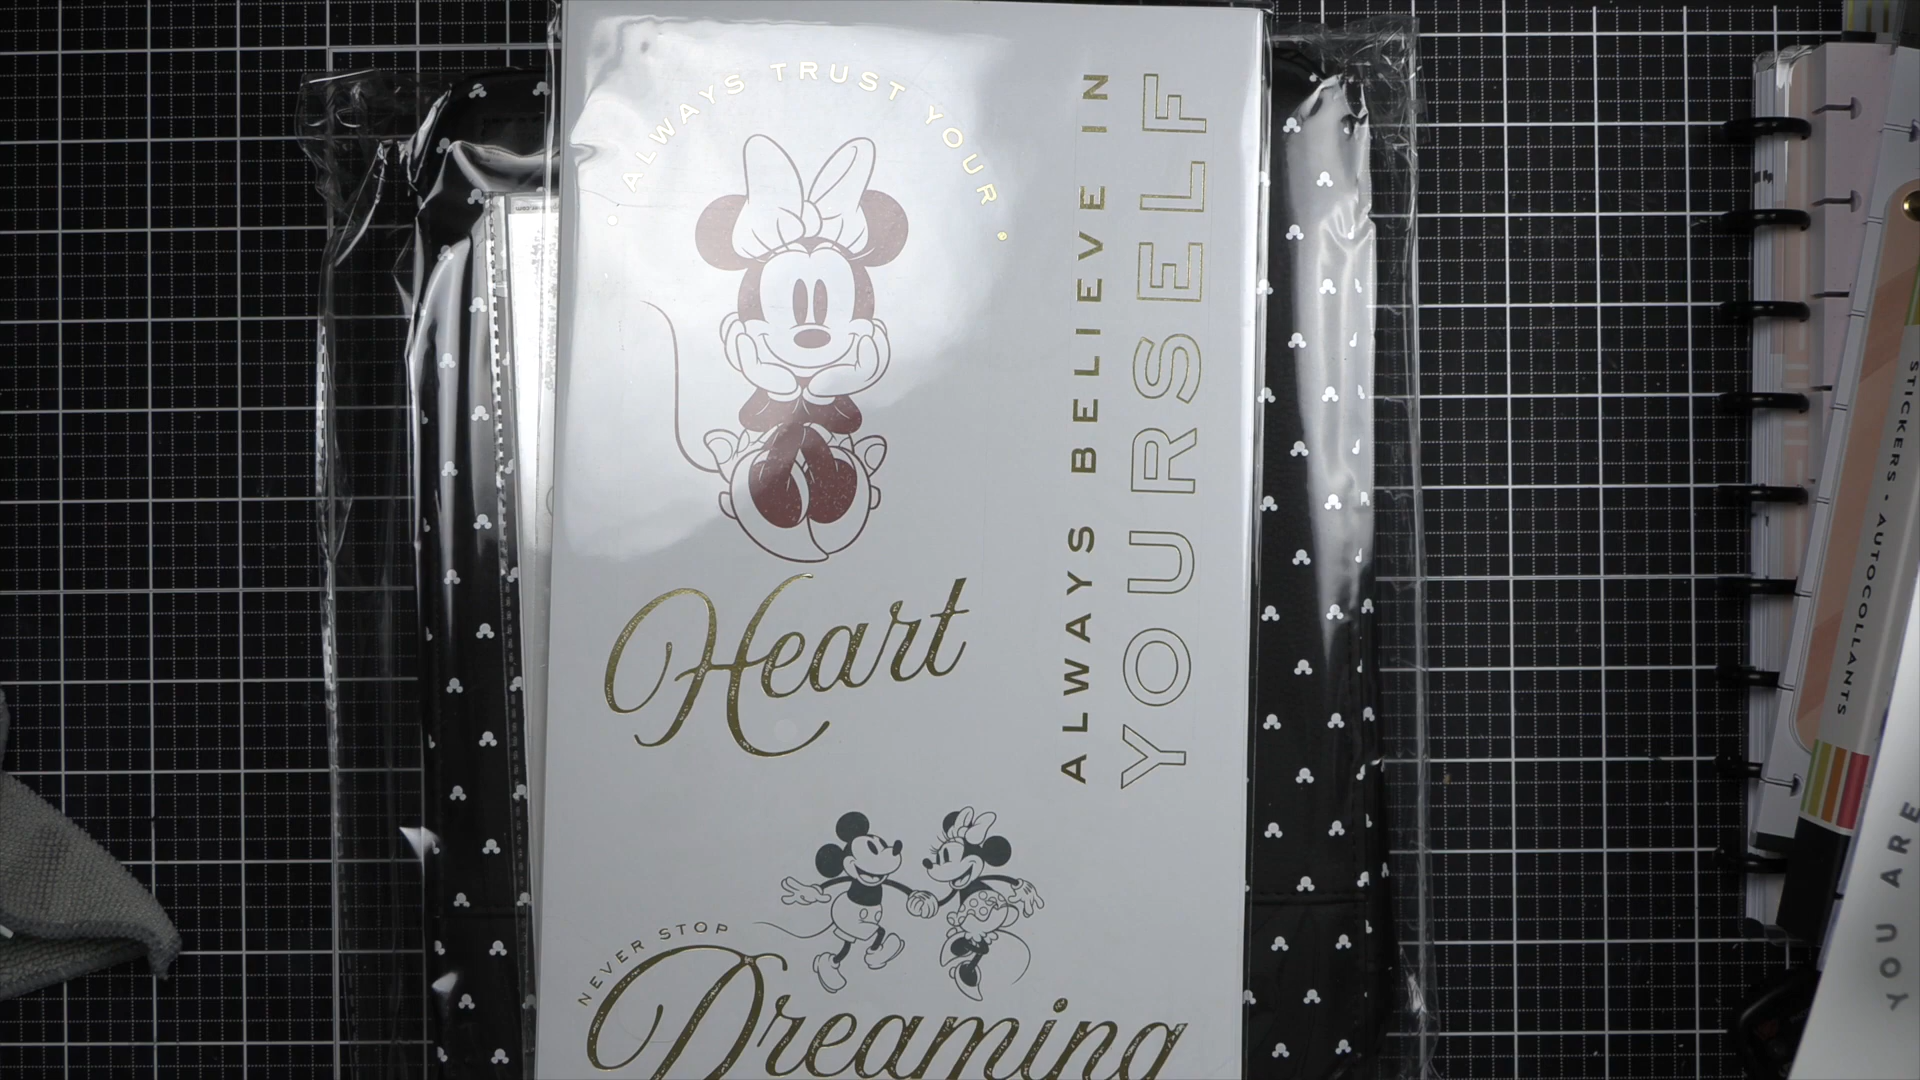 ALWAYS TRUST YOUR
Heart
ALWAYS BELIEVE IN
YOURSELF
NEVER STOP
Dreaming
STICKERS • AUTOCOLLANTS
YOU ARE